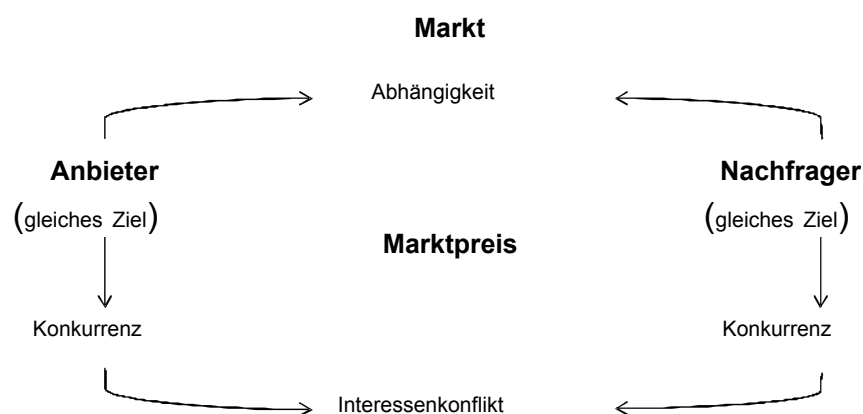 Markt
Abhängigkeit
Anbieter Nachfrager
(gleiches Ziel) (gleiches Ziel)
Marktpreis
Konkurrenz Konkurrenz
Interessenkonflikt